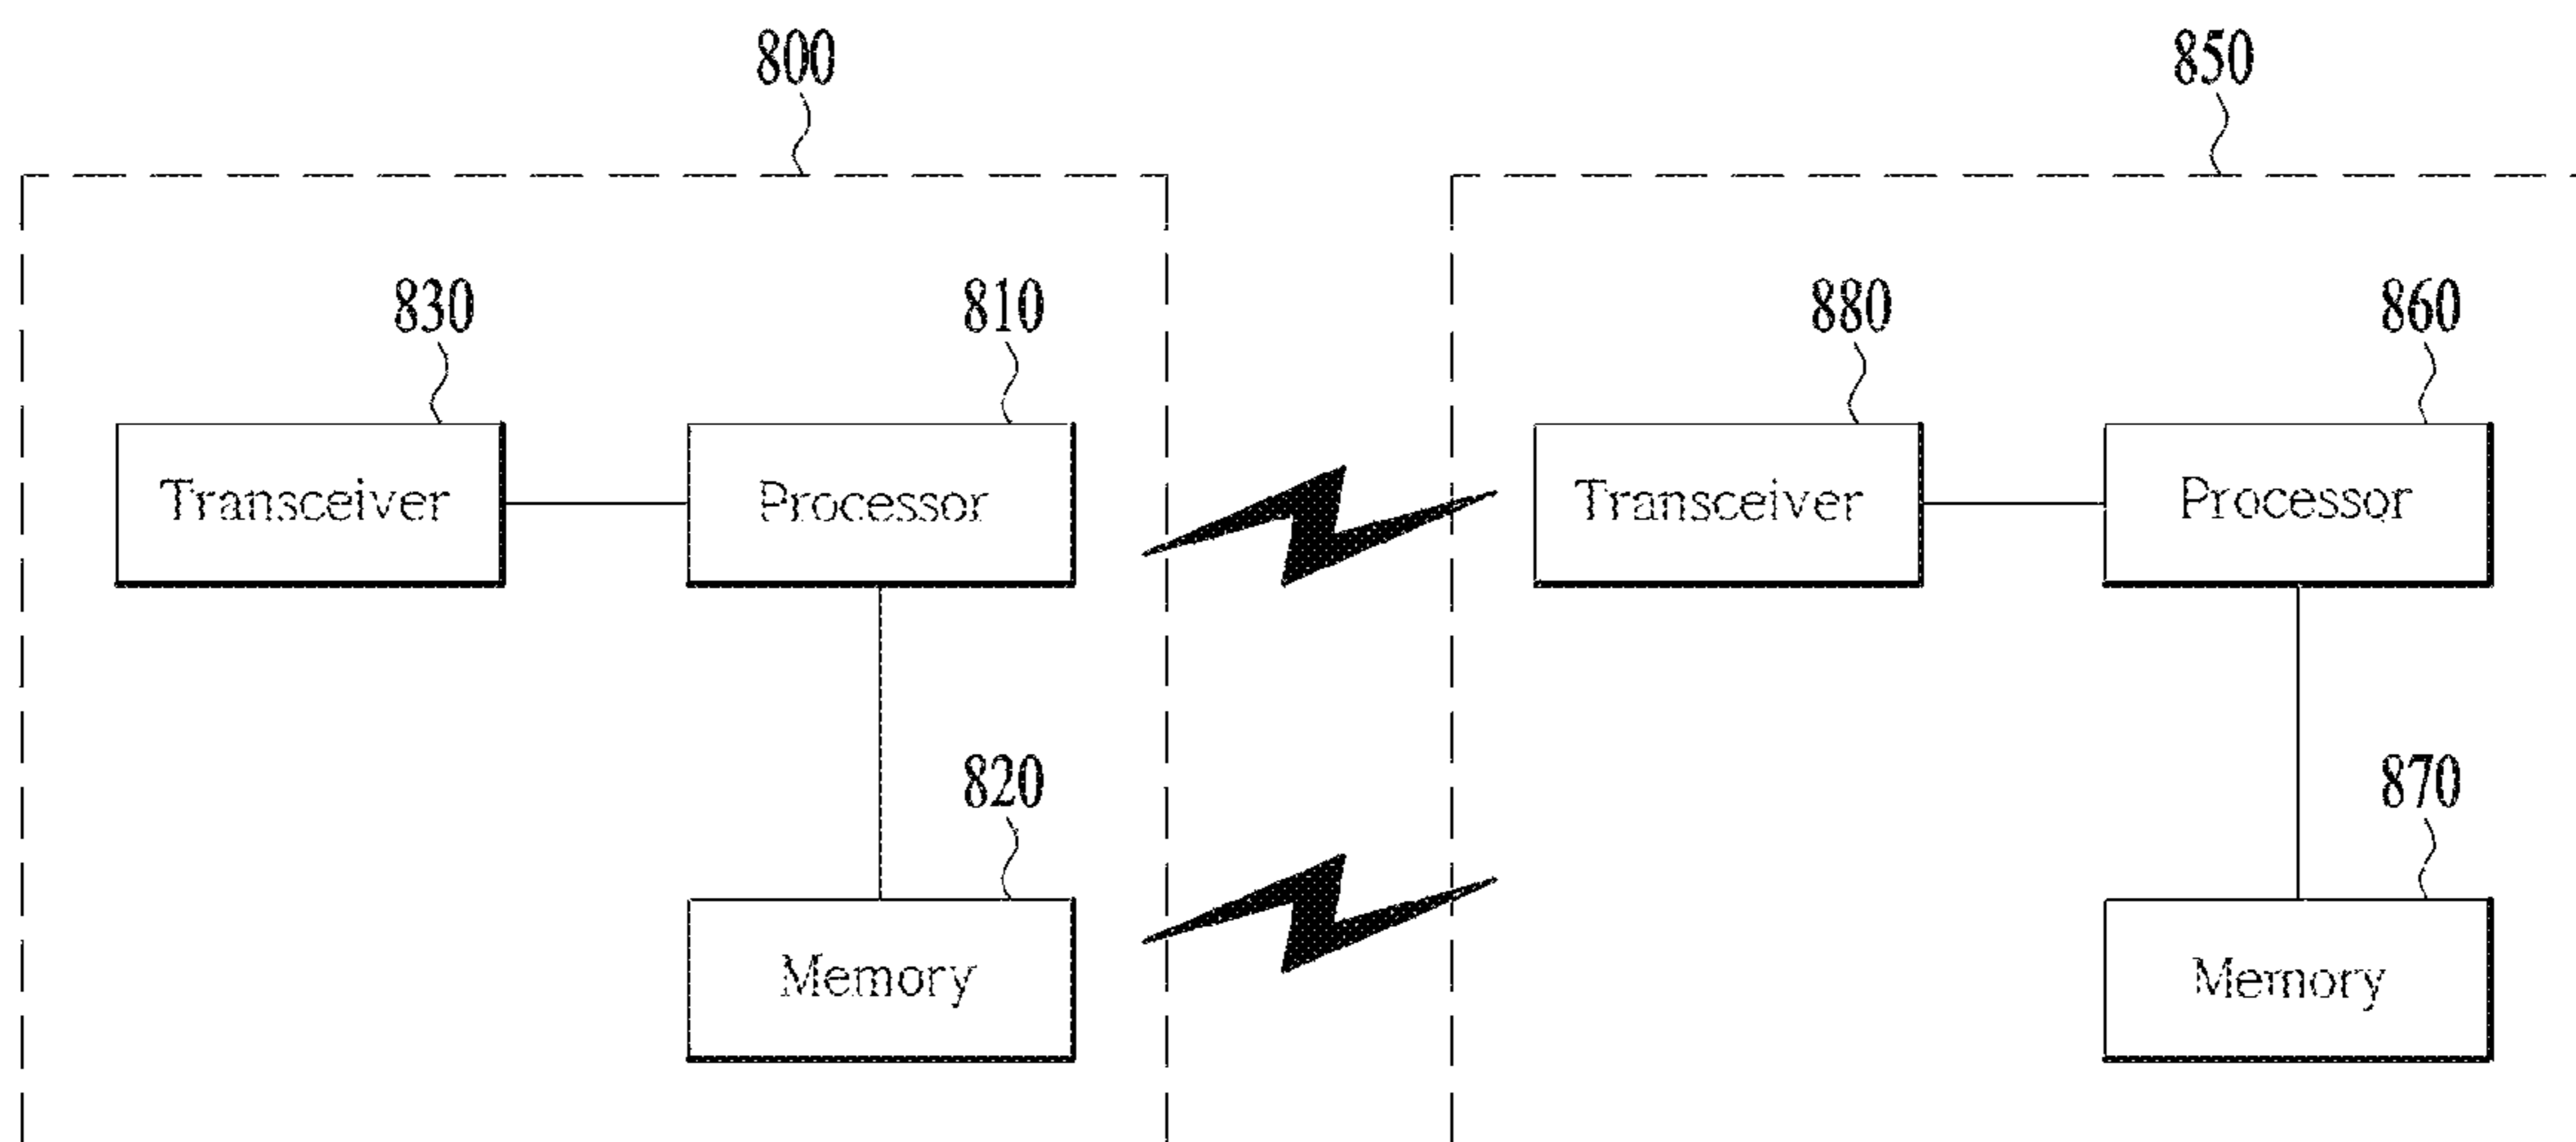 800 850
830 810 880 860
Transceiver Processor Transceiver Processor
820 870
Memory Memory